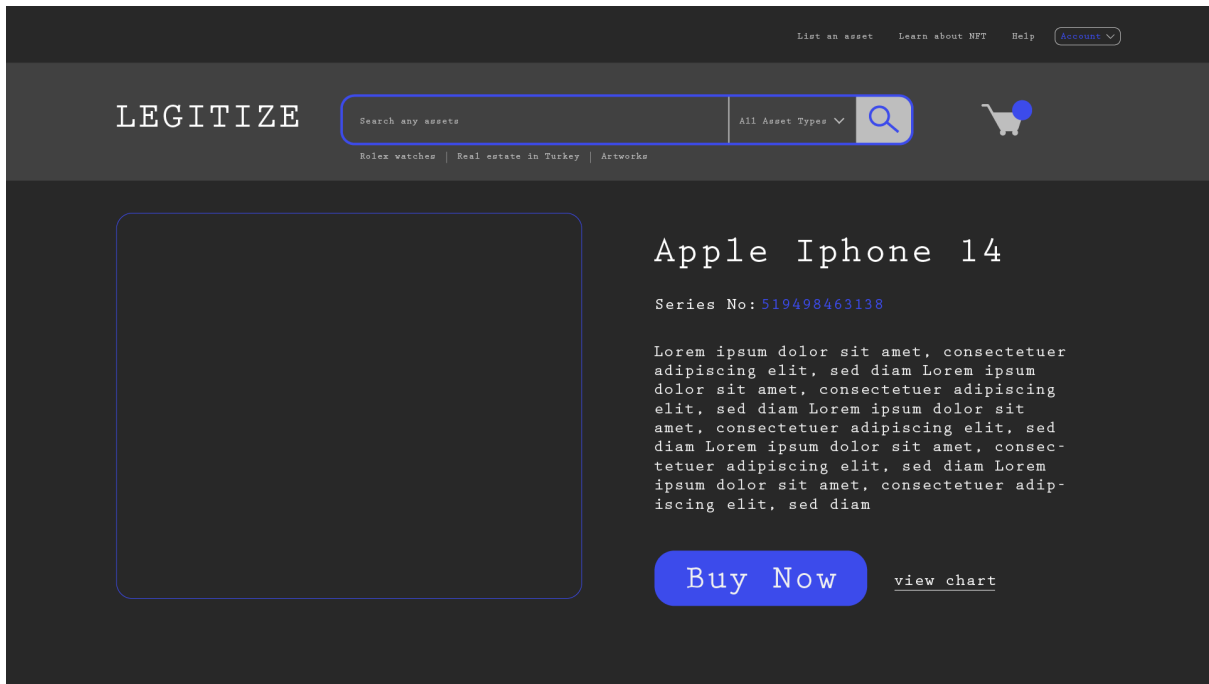 List an asset Learn about NFT Help Account
LEGITIZE
Search any assets
All Asset Types
Rolex watches | Real estate in Turkey | Artworks
Apple Iphone 14
Series No: 519498463138
Lorem ipsum dolor sit amet, consectetuer
adipiscing elit, sed diam Lorem ipsum
dolor sit amet, consectetuer adipiscing
elit, sed diam Lorem ipsum dolor sit
amet, consectetuer adipiscing elit, sed
diam Lorem ipsum dolor sit amet, consec-
tetuer adipiscing elit, sed diam Lorem
ipsum dolor sit amet, consectetuer adip-
iscing elit, sed diam
Buy Now
view chart